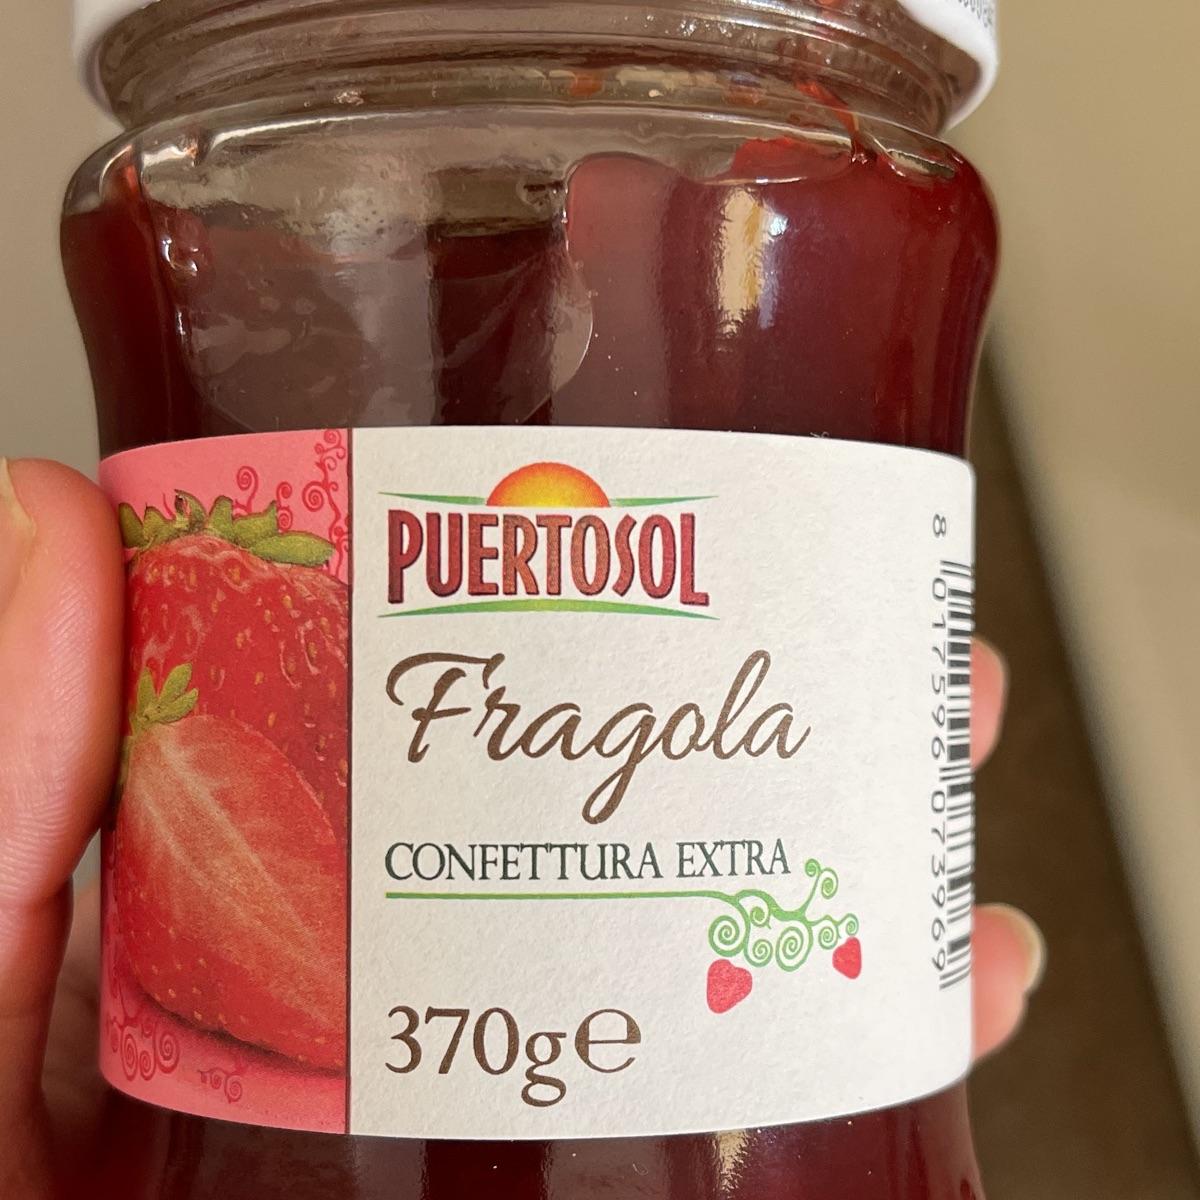 PUERTOSOL
Fragola
CONFETTURA EXTRA
370g℮
8 017596 073969